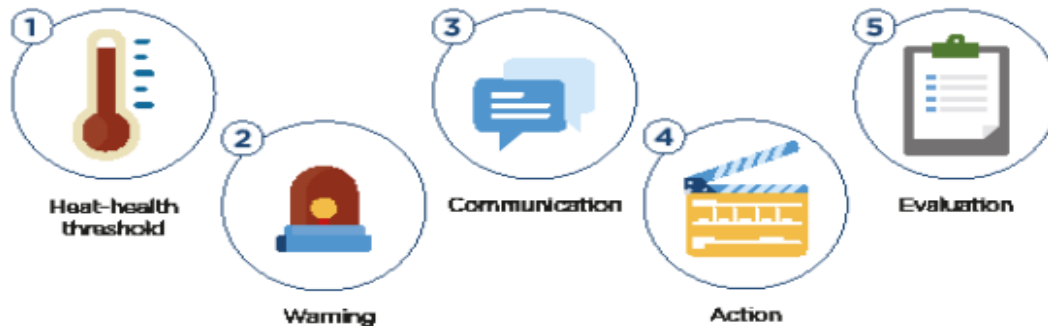 1
Heat-health
threshold
2
Warning
3
Communication
4
Action
5
Evaluation